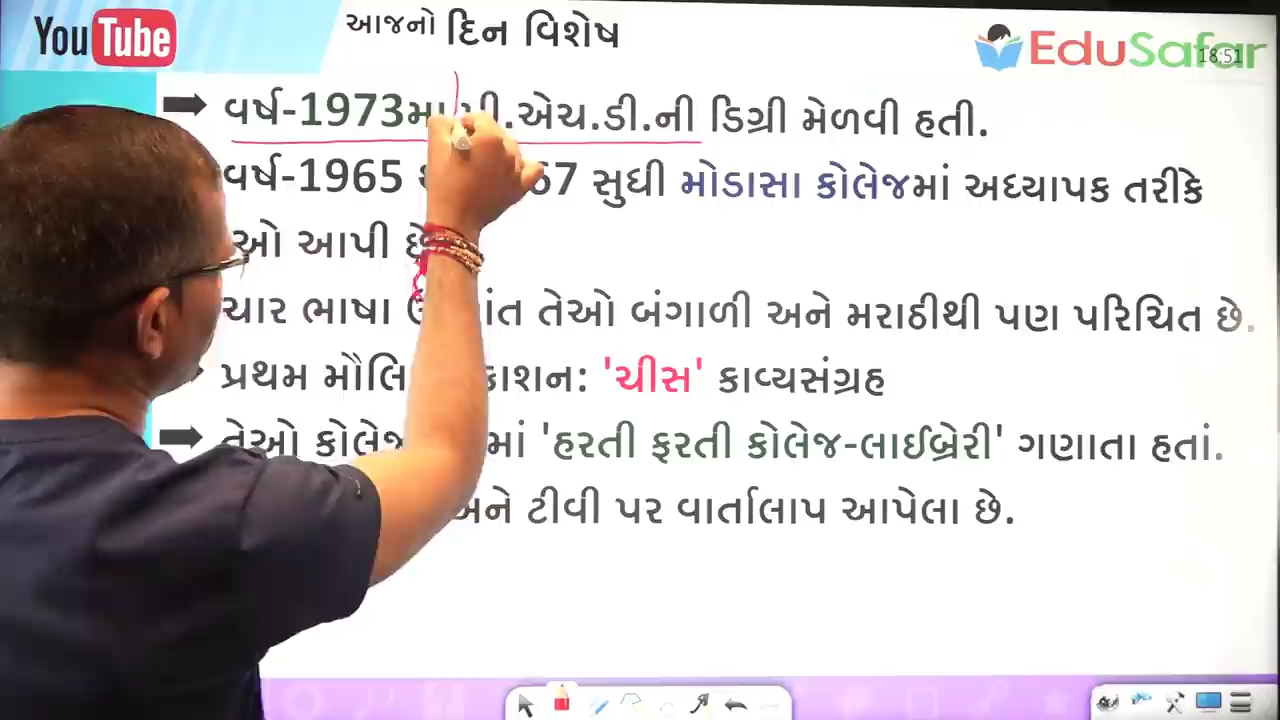 YouTube
આજનો દિન વિશેષ
EduSafar
18:51
વર્ષ-1973માં પી.એચ.ડી.ની ડિગ્રી મેળવી હતી.
વર્ષ-1965 67 સુધી મોડાસા કોલેજમાં અધ્યાપક તરીકે
આપી છે
ચાર ભાષા તેઓ બંગાળી અને મરાઠીથી પણ પરિચિત છે.
પ્રથમ 'ચીસ' કાવ્યસંગ્રહ
તેઓ 'હરતી ફરતી કોલેજ-લાઈબ્રેરી' ગણાતા હતાં.
અને ટીવી પર વાર્તાલાપ આપેલા છે.